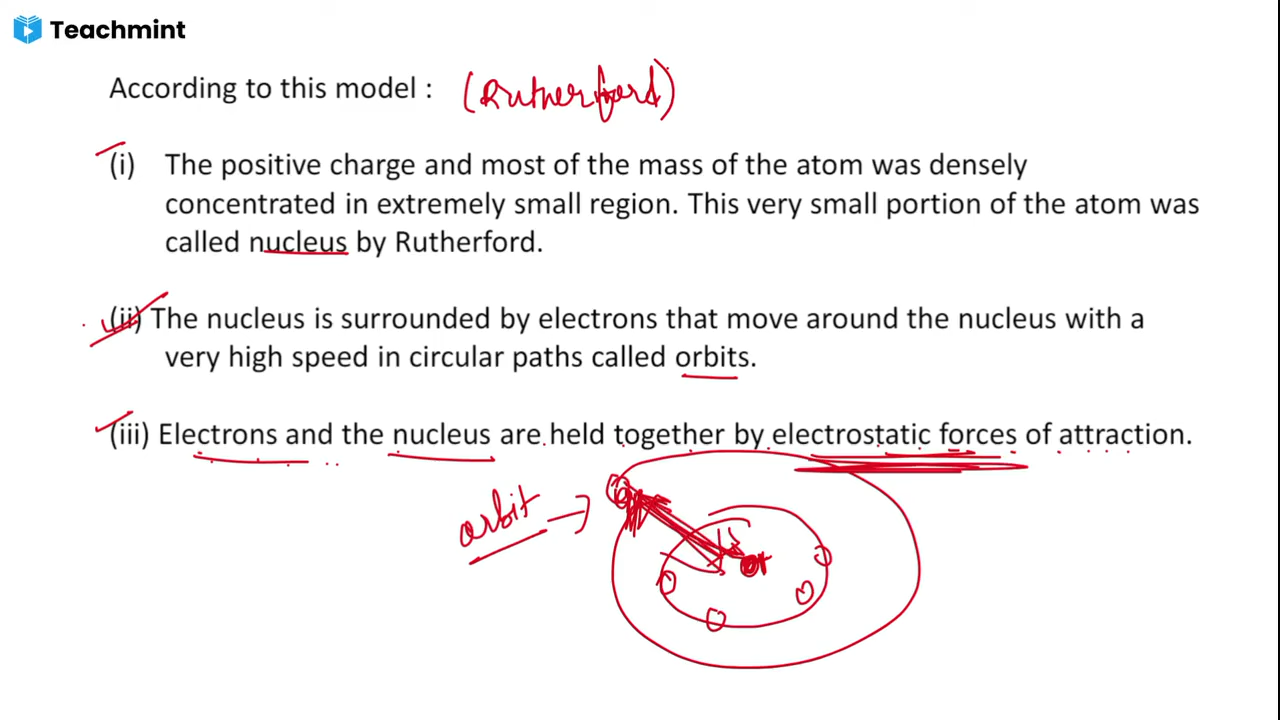 Teachmint
According to this model : (Rutherford)
(i) The positive charge and most of the mass of the atom was densely
concentrated in extremely small region. This very small portion of the atom was
called nucleus by Rutherford.
(ii) The nucleus is surrounded by electrons that move around the nucleus with a
very high speed in circular paths called orbits.
(iii) Electrons and the nucleus are held together by electrostatic forces of attraction.
orbit